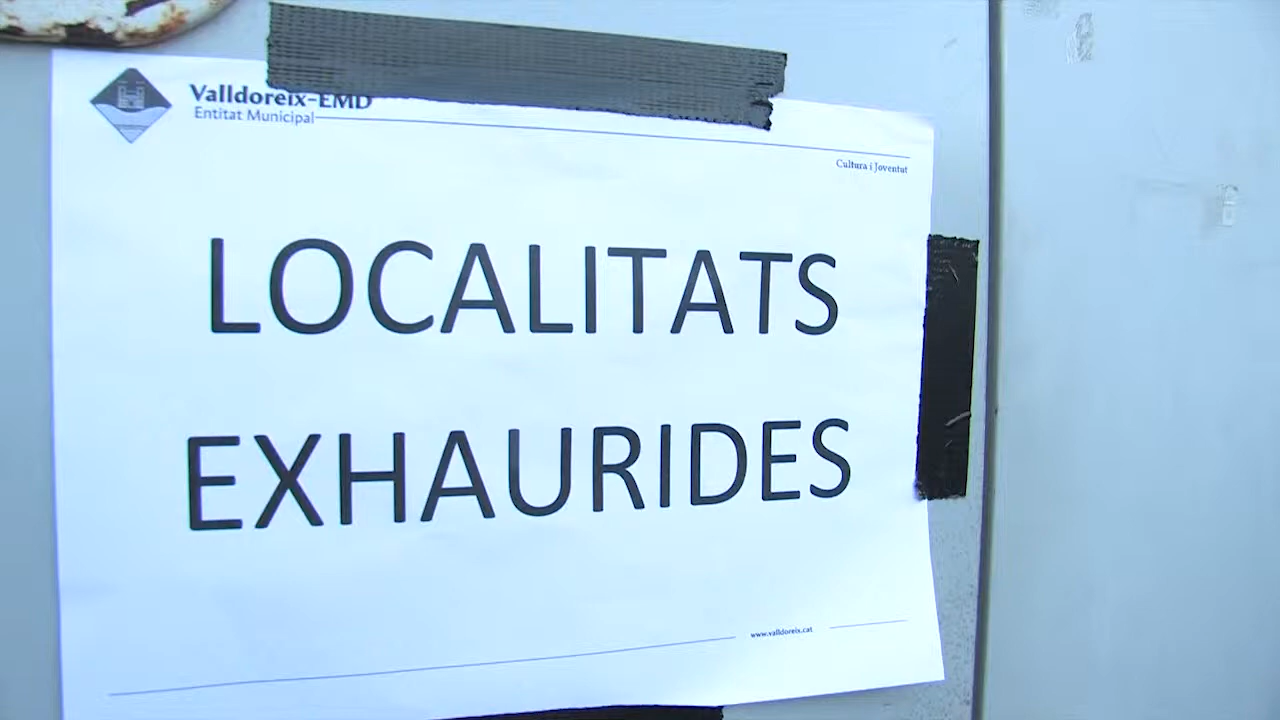 Valldoreix-EMD
Entitat Municipal
Cultura i Joventut
LOCALITATS
EXHAURIDES
www.valldoreix.cat